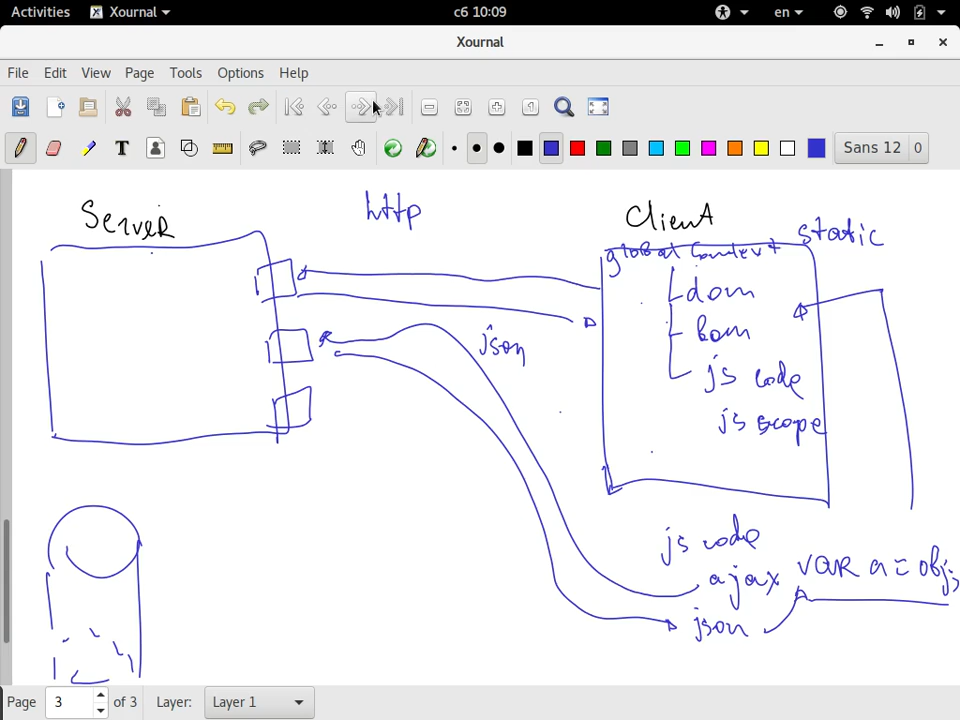 Activities Xournal сб 10:09 en
Xournal
File Edit View Page Tools Options Help
Sans 12 0
Server
http
Client
static
global context
dom
bom
json
js code
js scope
js code
ajax
var a = obj;
json
Page 3 of 3 Layer: Layer 1